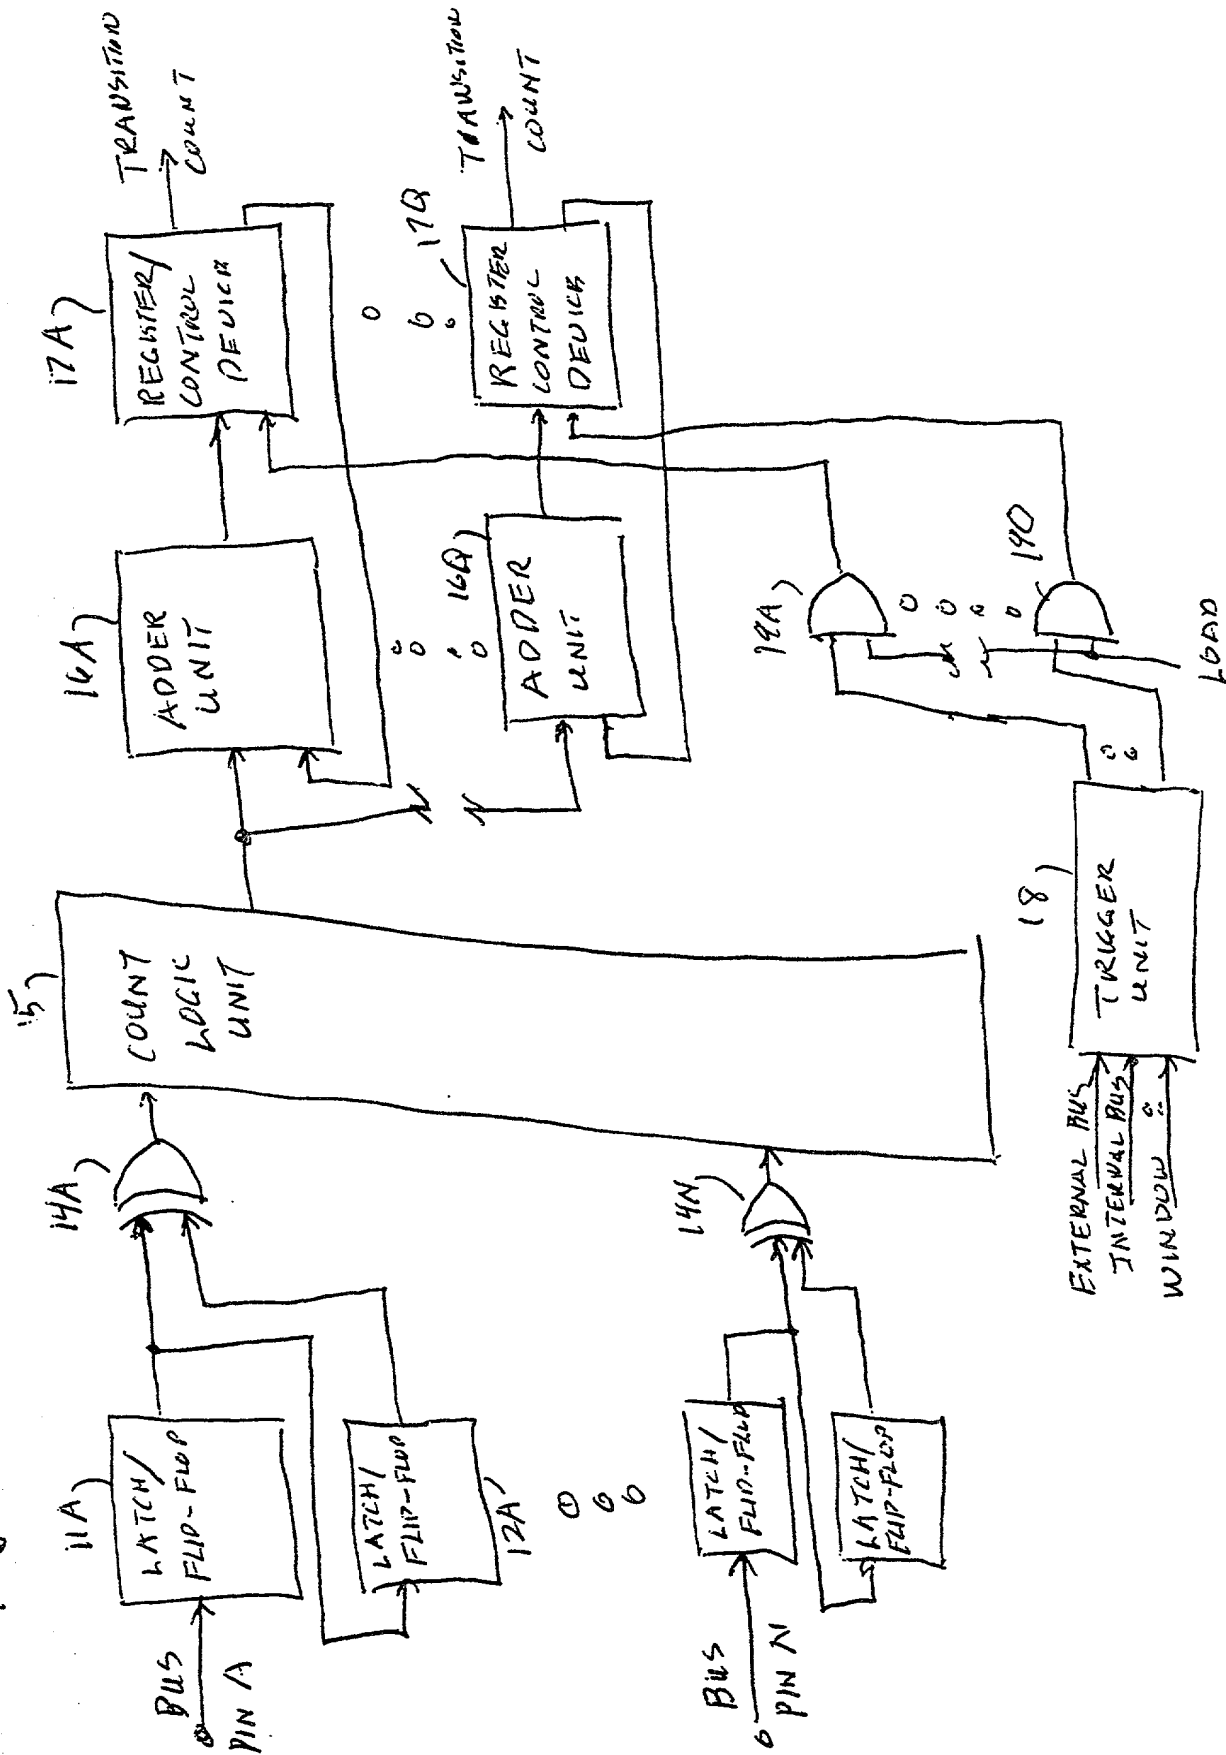 BUS
PIN A
11A
LATCH/
FLIP-FLOP
LATCH/
FLIP-FLOP
12A
BUS
PIN N
LATCH/
FLIP-FLOP
LATCH/
FLIP-FLOP
14A
14N
15
COUNT
LOGIC
UNIT
16A
ADDER
UNIT
16Q
ADDER
UNIT
17A
REGISTER/
CONTROL
DEVICE
17Q
REGISTER
CONTROL
DEVICE
TRANSITION
COUNT
TRANSITION
COUNT
EXTERNAL BUS
INTERNAL BUS
WINDOW
18
TRIGGER
UNIT
19A
19Q
LOAD